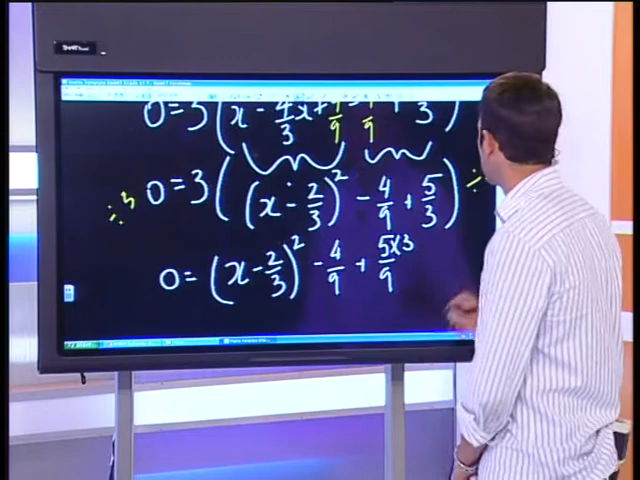 SMART
0 = 3(x - 4/3 x + 4/9 - 4/9 + 5/3)
÷3 0 = 3((x - 2/3)² - 4/9 + 5/3) ÷
0 = (x - 2/3)² - 4/9 + 5×3/9